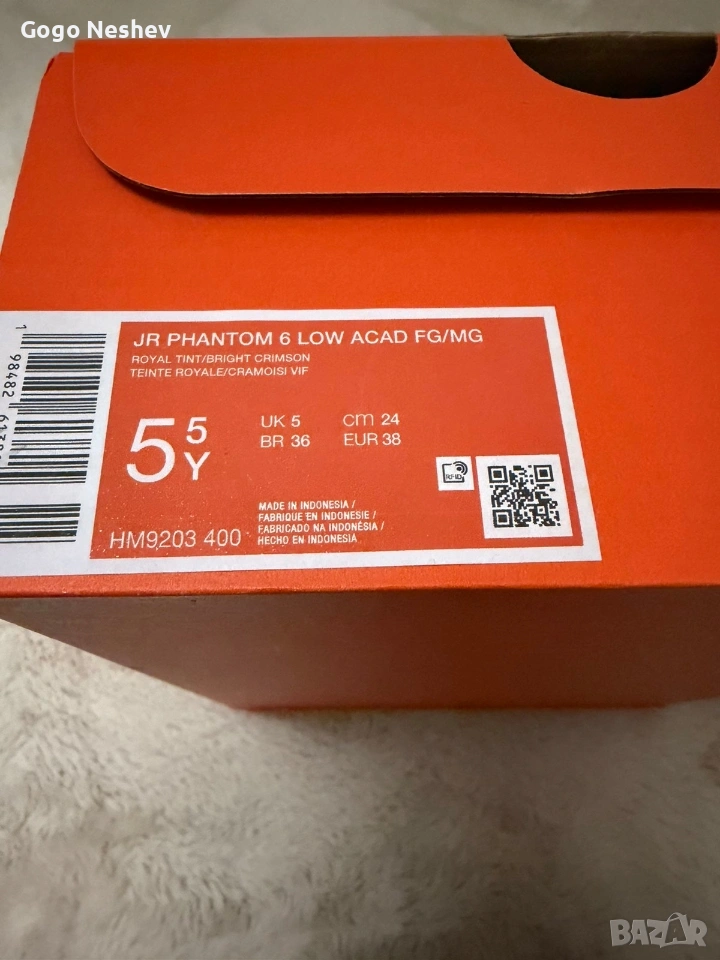 Gogo Neshev
JR PHANTOM 6 LOW ACAD FG/MG
ROYAL TINT/BRIGHT CRIMSON
TEINTE ROYALE/CRAMOISI VIF
5 5 Y
UK 5 cm 24
BR 36 EUR 38
RFID
MADE IN INDONESIA /
FABRIQUE EN INDONESIE /
FABRICADO NA INDONÉSIA /
HECHO EN INDONESIA
HM9203 400
1 98482
BAZAR